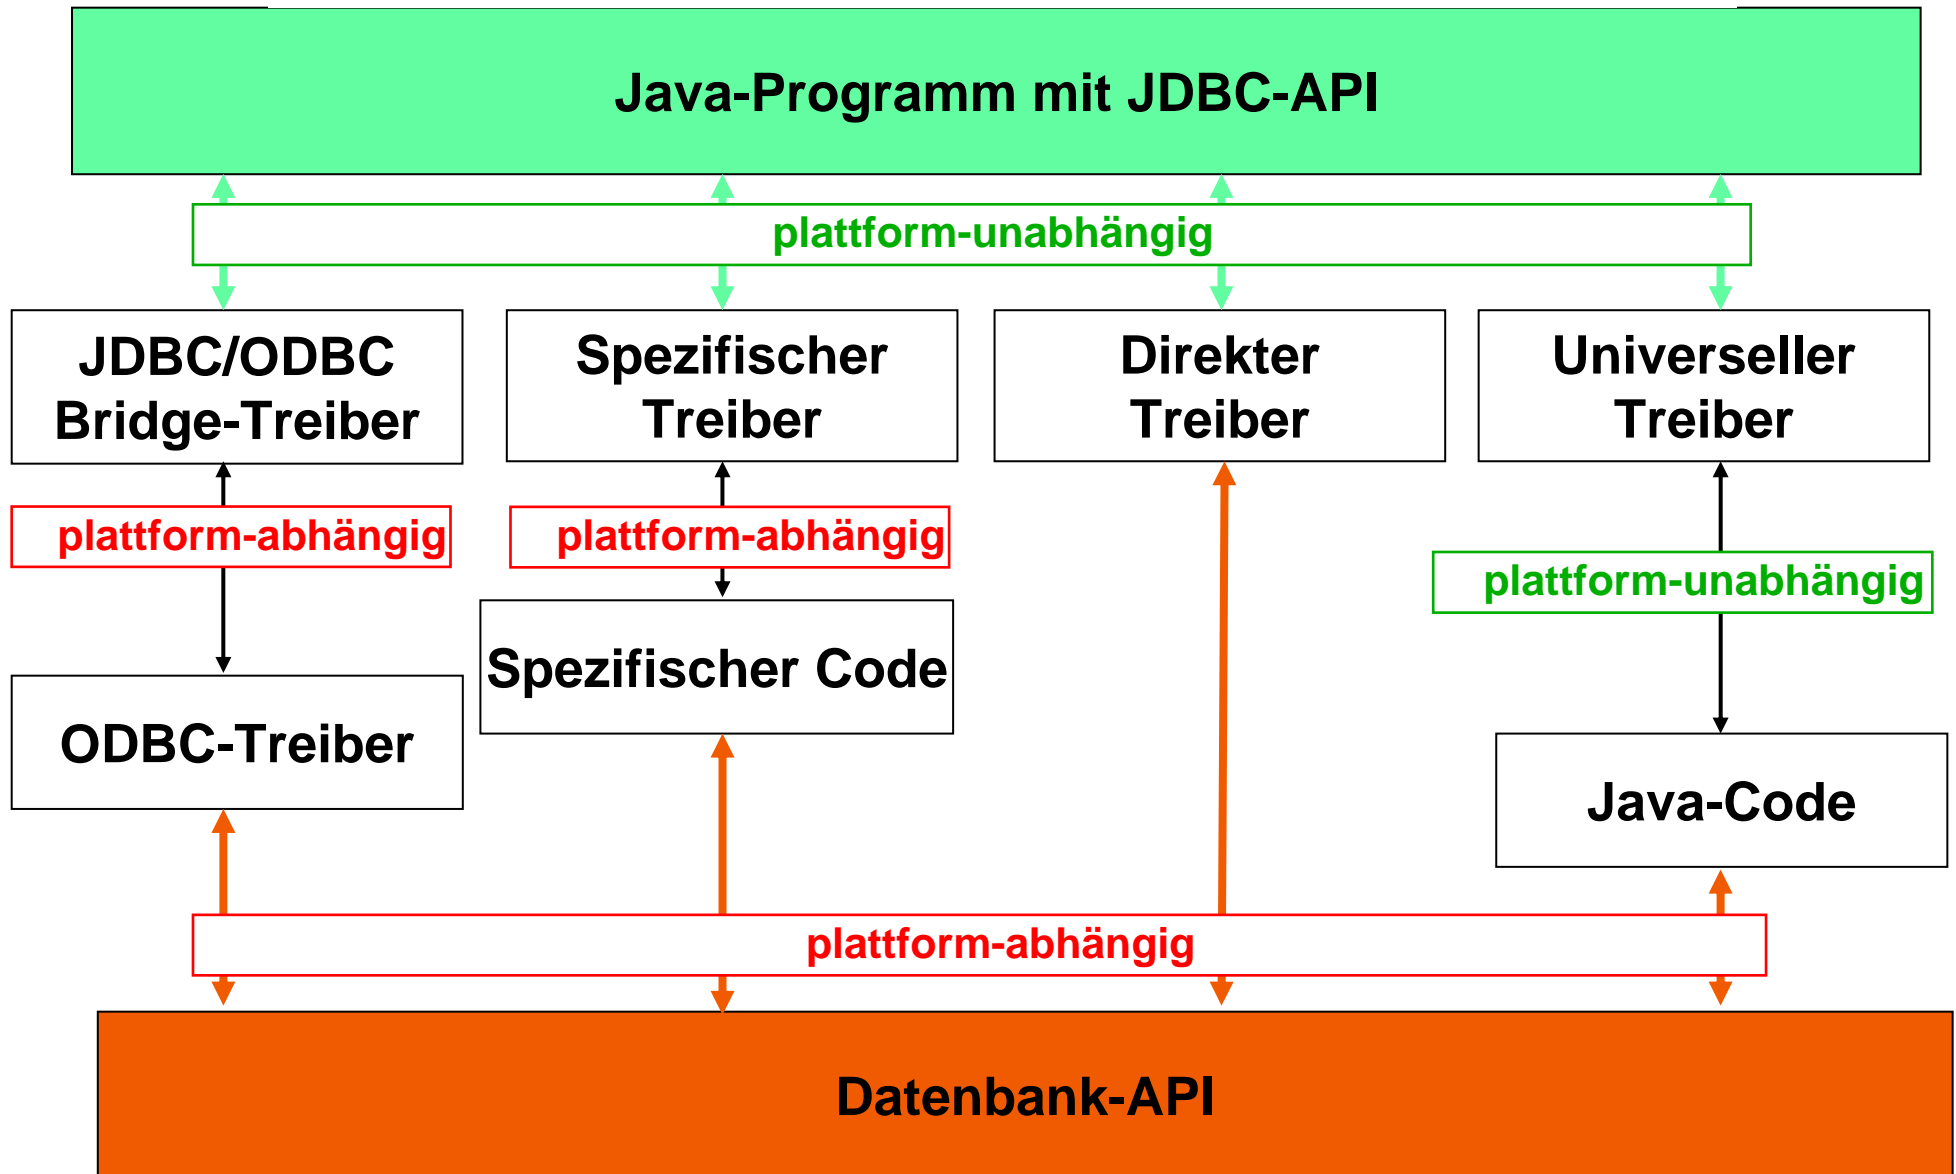 Java-Programm mit JDBC-API
plattform-unabhängig
JDBC/ODBC
Bridge-Treiber
Spezifischer
Treiber
Direkter
Treiber
Universeller
Treiber
plattform-abhängig
plattform-abhängig
plattform-unabhängig
Spezifischer Code
ODBC-Treiber
Java-Code
plattform-abhängig
Datenbank-API